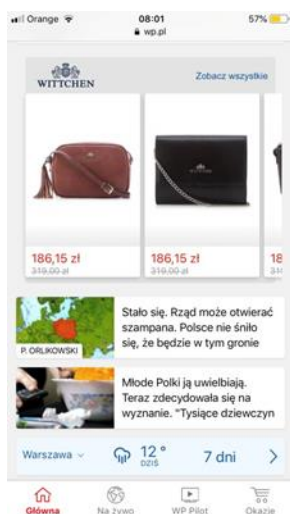 Orange 08:01 57%
wp.pl
WITTCHEN Zobacz wszystkie
186,15 zł 186,15 zł 18
319,00 zł 319,00 zł 31
Stało się. Rząd może otwierać
szampana. Polsce nie śniło
się, że będzie w tym gronie
P. ORLIKOWSKI
Młode Polki ją uwielbiają.
Teraz zdecydowała się na
wyznanie. "Tysiące dziewczyn
Warszawa 12° 7 dni
DZIŚ
Główna Na żywo WP Pilot Okazje